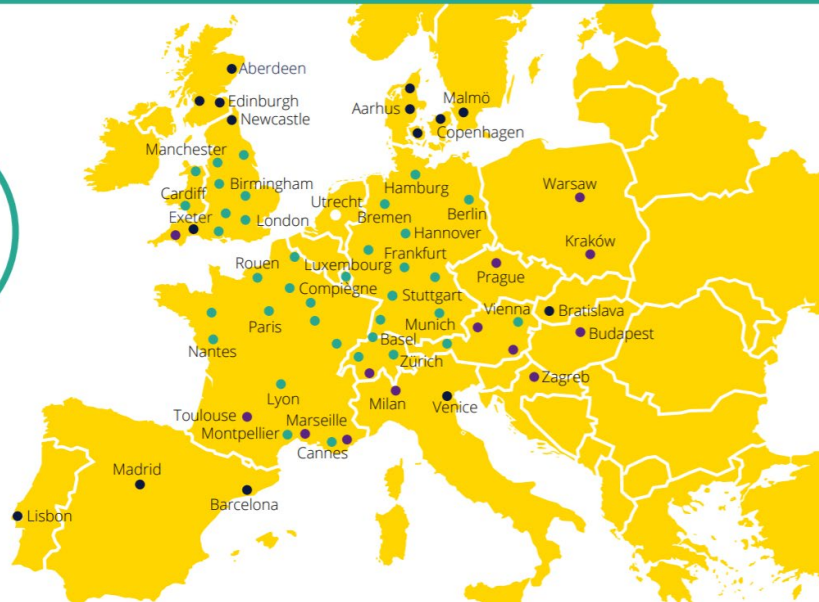 Aberdeen
Edinburgh
Newcastle
Aarhus
Malmö
Copenhagen
Manchester
Birmingham
Cardiff
Exeter
London
Utrecht
Hamburg
Bremen
Berlin
Hannover
Warsaw
Kraków
Rouen
Luxembourg
Frankfurt
Prague
Compiègne
Stuttgart
Paris
Munich
Vienna
Bratislava
Budapest
Nantes
Basel
Zürich
Zagreb
Lyon
Milan
Venice
Toulouse
Marseille
Montpellier
Cannes
Madrid
Barcelona
Lisbon